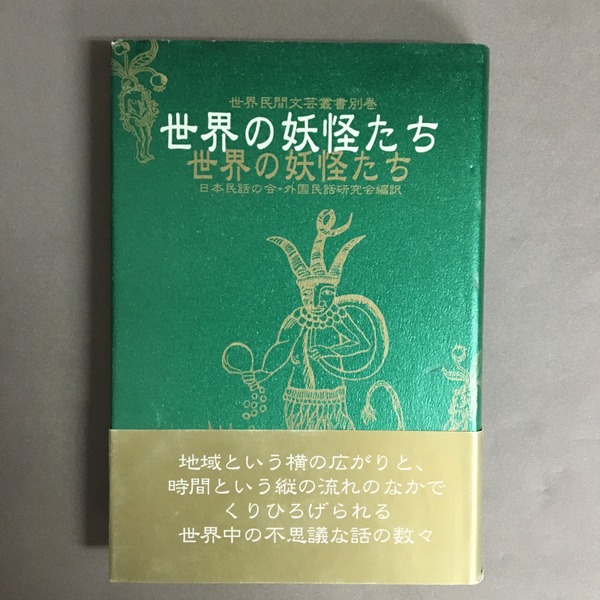 世界民間文芸叢書別巻
世界の妖怪たち
世界の妖怪たち
日本民話の会・外国民話研究会編訳
地域という横の広がりと、
時間という縦の流れのなかで
くりひろげられる
世界中の不思議な話の数々